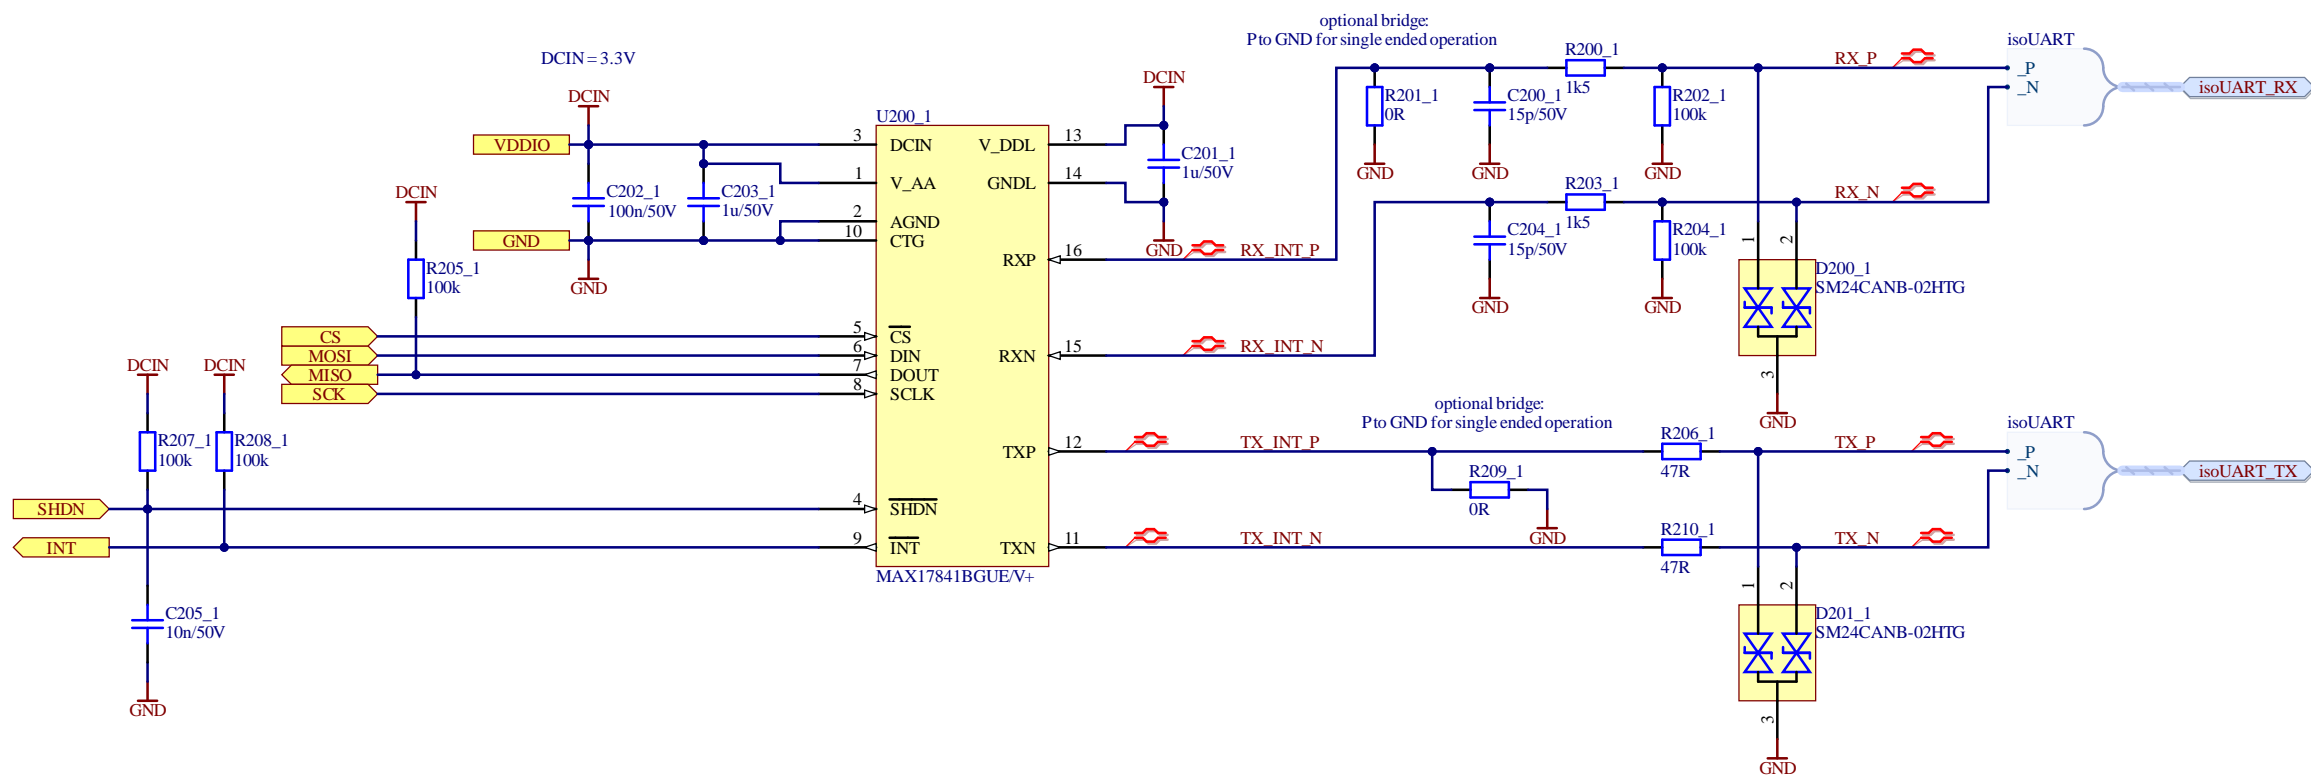 optional bridge:
P to GND for single ended operation
DCIN = 3.3V
DCIN
VDDIO
GND
C202_1
100n/50V
C203_1
1u/50V
GND
DCIN
R205_1
100k
CS
MOSI
MISO
SCK
DCIN
DCIN
R207_1
100k
R208_1
100k
SHDN
INT
C205_1
10n/50V
GND
U200_1
3
DCIN
1
V_AA
2
AGND
10
CTG
5
CS
6
DIN
7
DOUT
8
SCLK
4
SHDN
9
INT
V_DDL
13
GNDL
14
RXP
16
RXN
15
TXP
12
TXN
11
MAX17841BGUE/V+
DCIN
C201_1
1u/50V
GND
RX_INT_P
RX_INT_N
R201_1
0R
GND
C200_1
15p/50V
GND
R200_1
1k5
R202_1
100k
GND
RX_P
R203_1
1k5
C204_1
15p/50V
GND
R204_1
100k
GND
RX_N
1
2
D200_1
SM24CANB-02HTG
3
GND
isoUART
_P
_N
isoUART_RX
optional bridge:
P to GND for single ended operation
TX_INT_P
TX_INT_N
R209_1
0R
GND
R206_1
47R
R210_1
47R
TX_P
TX_N
1
2
D201_1
SM24CANB-02HTG
3
GND
isoUART
_P
_N
isoUART_TX